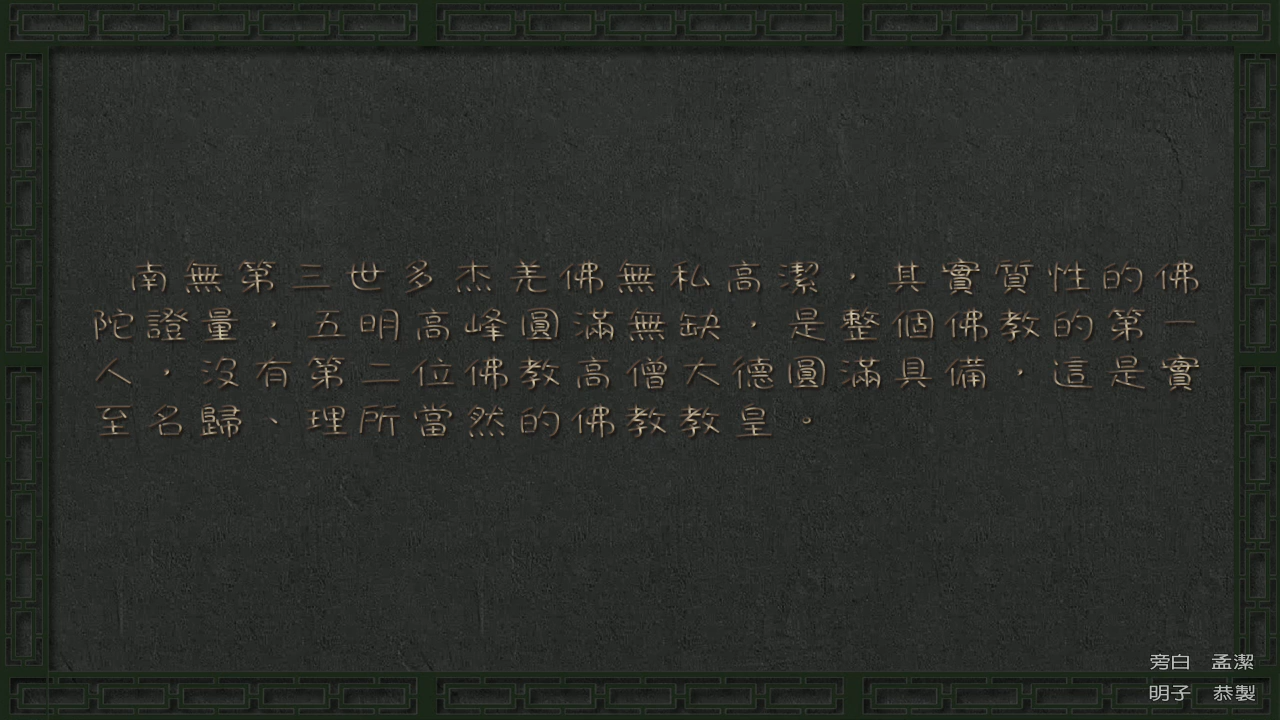 南無第三世多杰羌佛無私高潔，其實質性的佛
陀證量，五明高峰圓滿無缺，是整個佛教的第一
人，沒有第二位佛教高僧大德圓滿具備，這是實
至名歸、理所當然的佛教教皇。
旁白　孟潔
明子　恭製